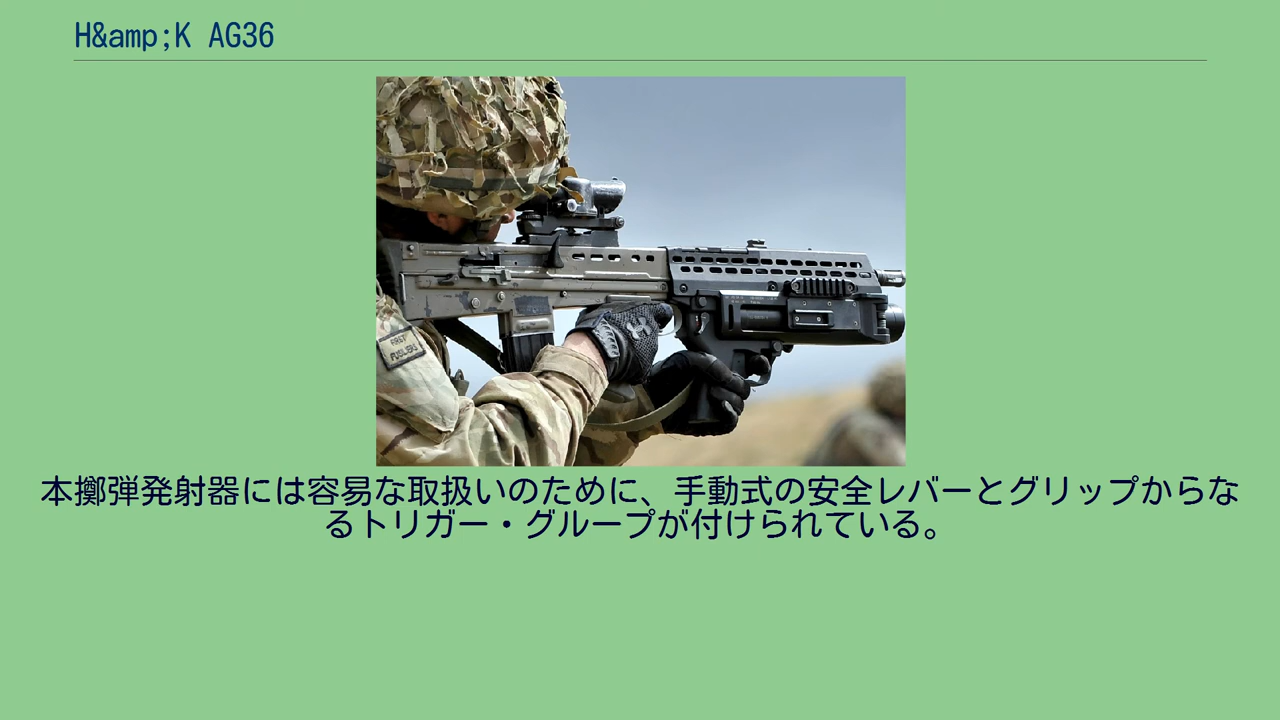 H&amp;K AG36
本擲弾発射器には容易な取扱いのために、手動式の安全レバーとグリップからな
るトリガー・グループが付けられている。